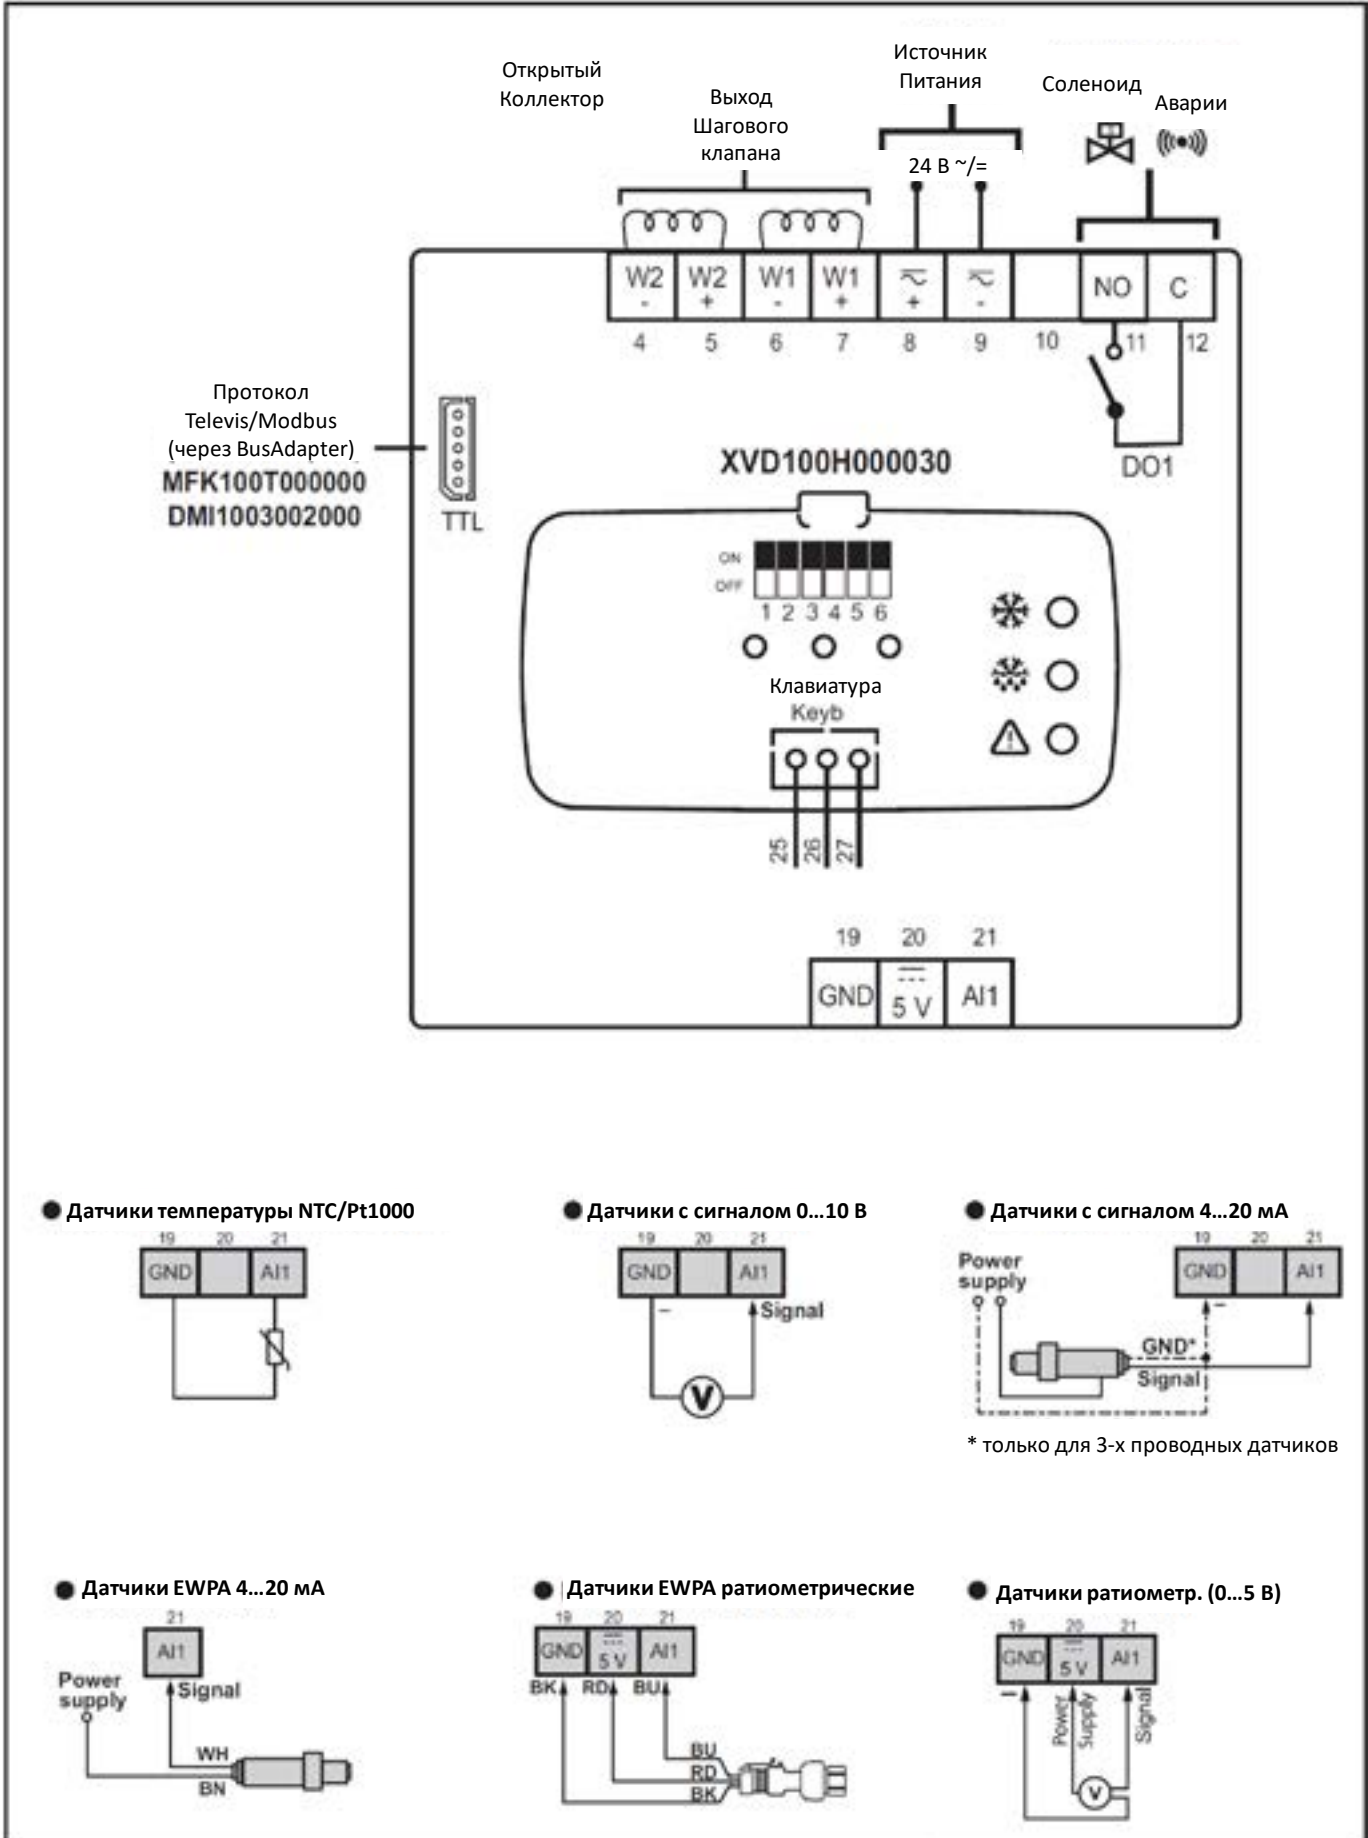 Открытый
Коллектор
Выход
Шагового
клапана
Источник
Питания
24 В ~/=
Соленоид
Аварии
W2 W2 W1 W1 NO C
- + - + + -
4 5 6 7 8 9 10 11 12
DO1
Протокол
Televis/Modbus
(через BusAdapter)
MFK100T000000
DMI1003002000
TTL
XVD100H000030
ON
OFF
1 2 3 4 5 6
Клавиатура
Keyb
25 26 27
19 20 21
GND 5 V AI1
Датчики температуры NTC/Pt1000
19 20 21
GND AI1
Датчики с сигналом 0...10 В
19 20 21
GND AI1
– Signal
V
Датчики с сигналом 4...20 мА
19 20 21
GND AI1
Power
supply
–
GND*
Signal
* только для 3-х проводных датчиков
Датчики EWPA 4...20 мА
21
AI1
Power
supply
Signal
WH
BN
Датчики EWPA ратиометрические
19 20 21
GND 5 V AI1
BK RD BU
BU
RD
BK
Датчики ратиометр. (0...5 В)
19 20 21
GND 5 V AI1
–
Power
Supply
Signal
V